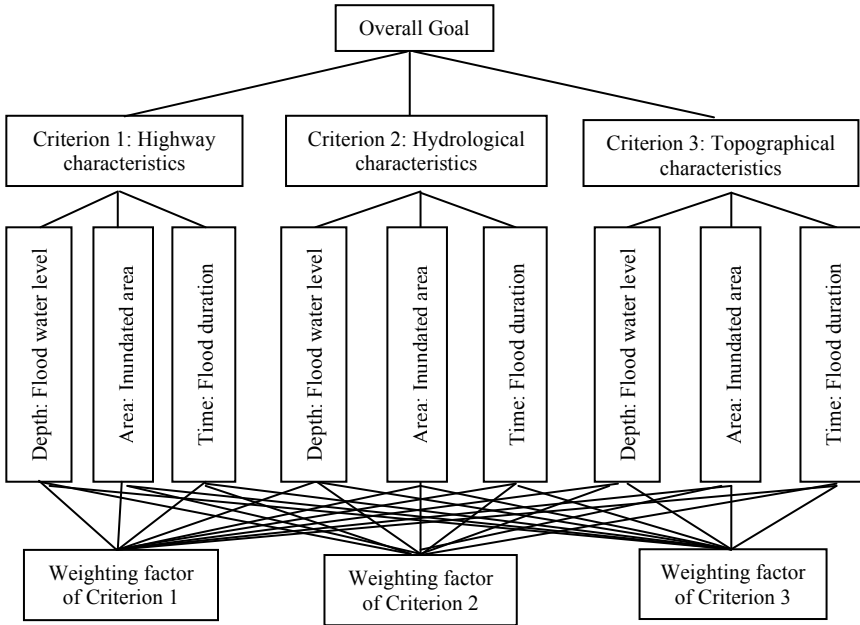 Overall Goal
Criterion 1: Highway
characteristics
Criterion 2: Hydrological
characteristics
Criterion 3: Topographical
characteristics
Depth: Flood water level
Area: Inundated area
Time: Flood duration
Depth: Flood water level
Area: Inundated area
Time: Flood duration
Depth: Flood water level
Area: Inundated area
Time: Flood duration
Weighting factor
of Criterion 1
Weighting factor
of Criterion 2
Weighting factor
of Criterion 3